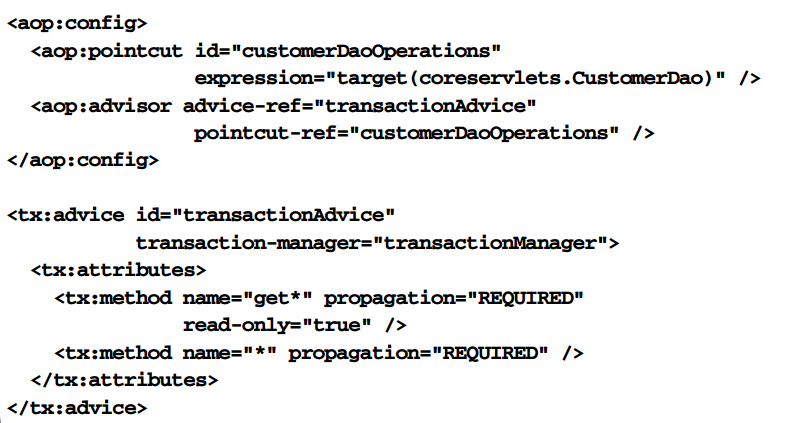 <aop:config>
<aop:pointcut id="customerDaoOperations"
expression="target(coreservlets.CustomerDao)" />
<aop:advisor advice-ref="transactionAdvice"
pointcut-ref="customerDaoOperations" />
</aop:config>
<tx:advice id="transactionAdvice"
transaction-manager="transactionManager">
<tx:attributes>
<tx:method name="get*" propagation="REQUIRED"
read-only="true" />
<tx:method name="*" propagation="REQUIRED" />
</tx:attributes>
</tx:advice>